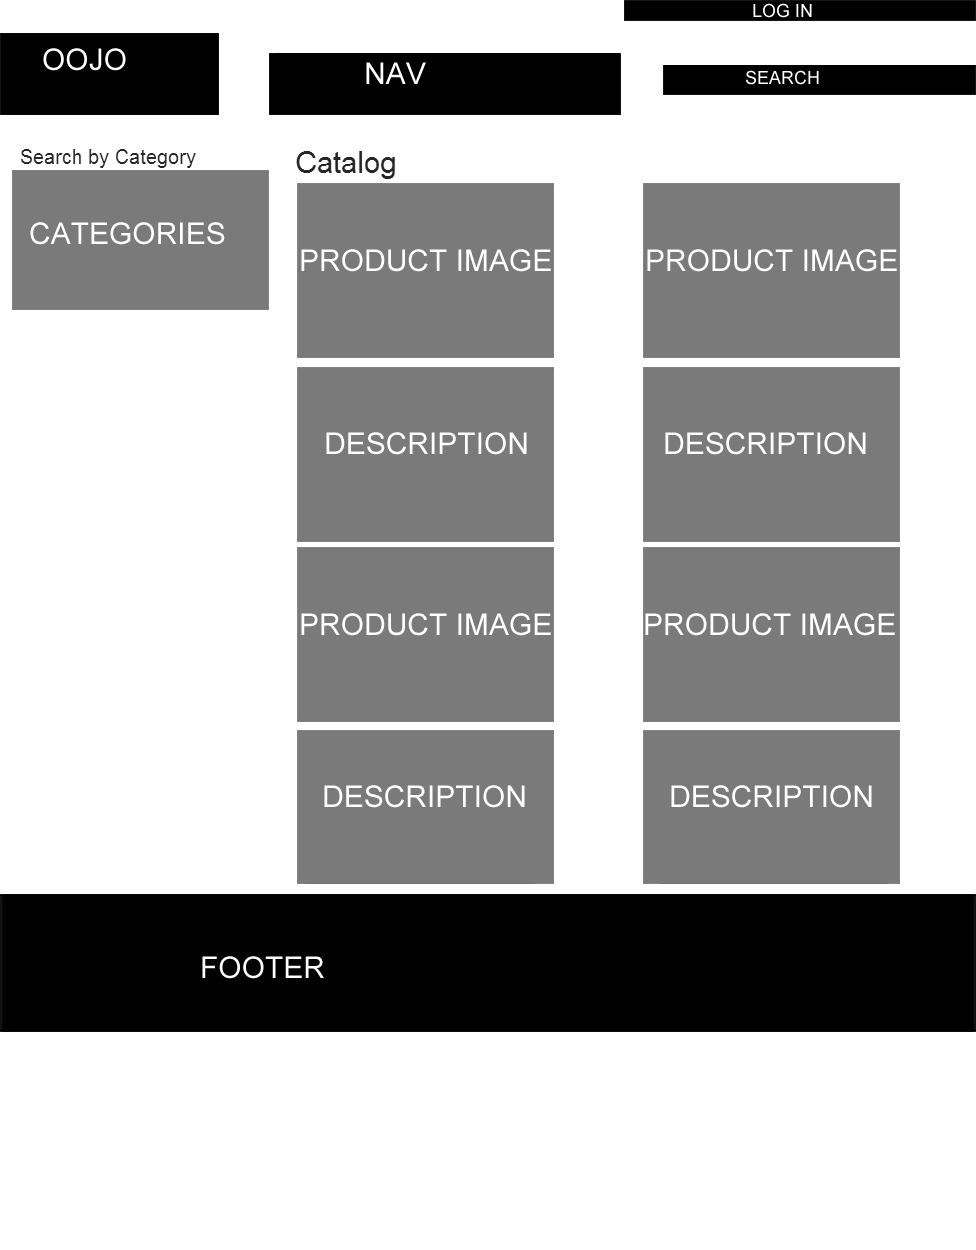 LOG IN
OOJO
NAV
SEARCH
Search by Category
Catalog
CATEGORIES
PRODUCT IMAGE
PRODUCT IMAGE
DESCRIPTION
DESCRIPTION
PRODUCT IMAGE
PRODUCT IMAGE
DESCRIPTION
DESCRIPTION
FOOTER